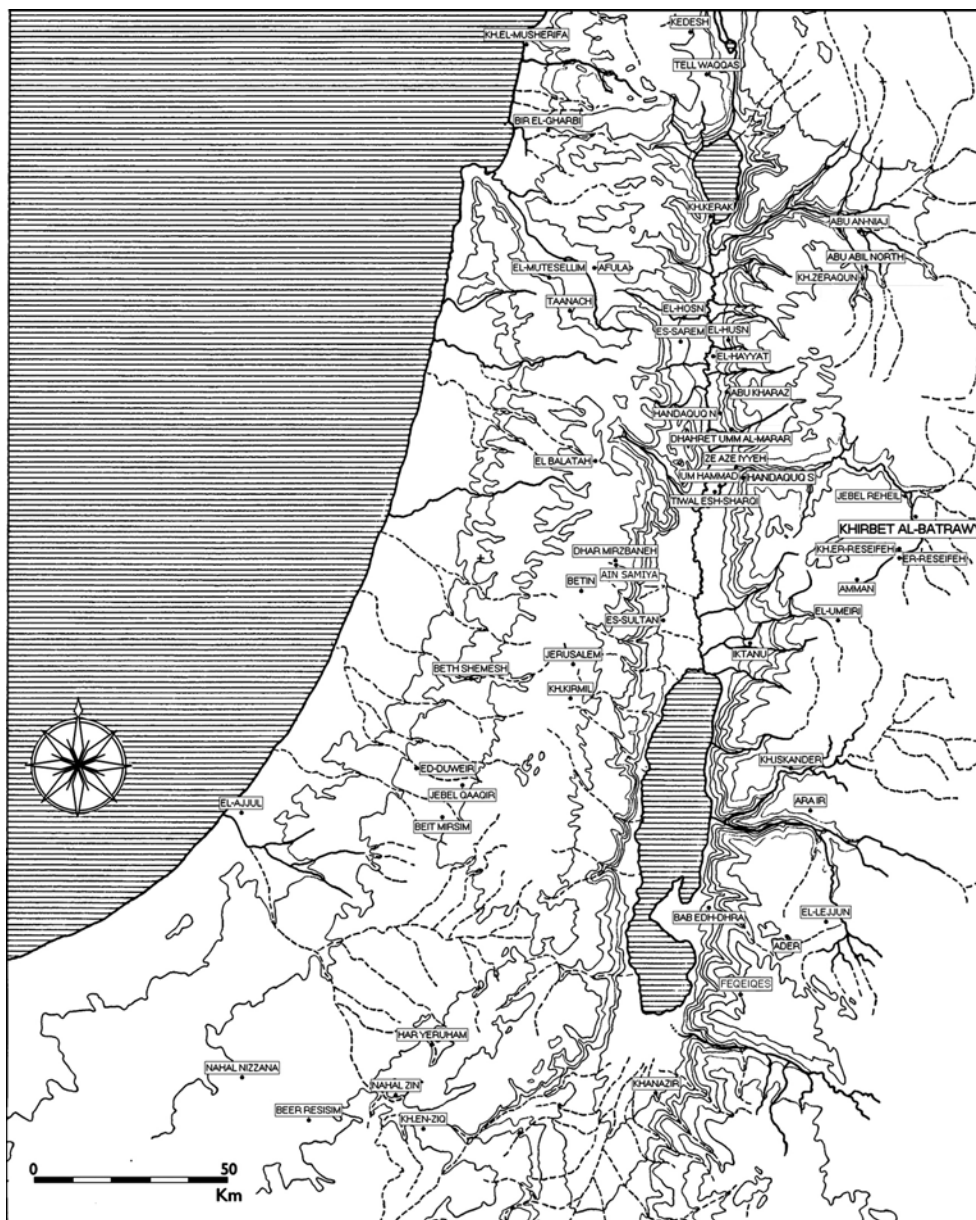 KEDESH
KH.EL-MUSHERIFA
TELL WAQQAS
BIR EL-GHARBI
KH.KERAK
ABU AN-NIAJ
ABU ABIL NORTH
EL-MUTESELLIM
AFULA
KH.ZERAQUN
TAANACH
EL-HOSN
ES-SAREM
EL-HUSN
EL-HAYYAT
ABU KHARAZ
HANDAQUQ N
DHAHRET UMM AL-MARAR
EL BALATAH
ZE AZE IYYEH
UM HAMMAD
HANDAQUQ S
TIWAL ESH-SHARQI
JEBEL REHEIL
KHIRBET AL-BATRAWY
DHAR MIRZBANEH
KH.ER-RESEIFEH
ER-RESEIFEH
AIN SAMIYA
BETIN
AMMAN
ES-SULTAN
EL-UMEIRI
JERUSALEM
IKTANU
BETH SHEMESH
KH.KIRMIL
KH.ISKANDER
ED-DUWEIR
JEBEL QAAQIR
EL-AJJUL
ARA IR
BEIT MIRSIM
BAB EDH-DHRA
EL-LEJJUN
ADER
FEQEIQES
HAR YERUHAM
NAHAL NIZZANA
NAHAL ZIN
KHANAZIR
BEER RESISIM
KH.EN-ZIQ
0 50
Km